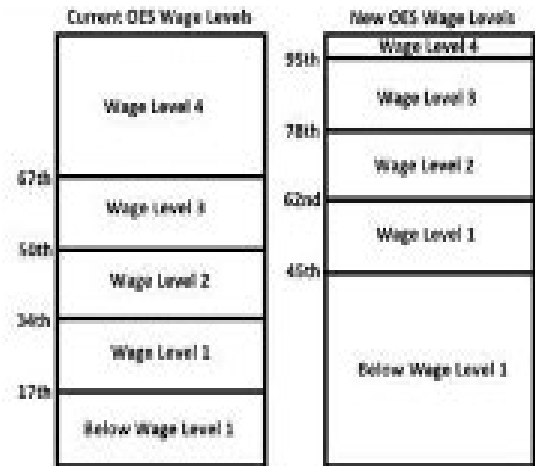 Current OES Wage Levels
Wage Level 4
67th
Wage Level 3
50th
Wage Level 2
34th
Wage Level 1
17th
Below Wage Level 1
New OES Wage Levels
Wage Level 4
95th
Wage Level 3
78th
Wage Level 2
62nd
Wage Level 1
45th
Below Wage Level 1